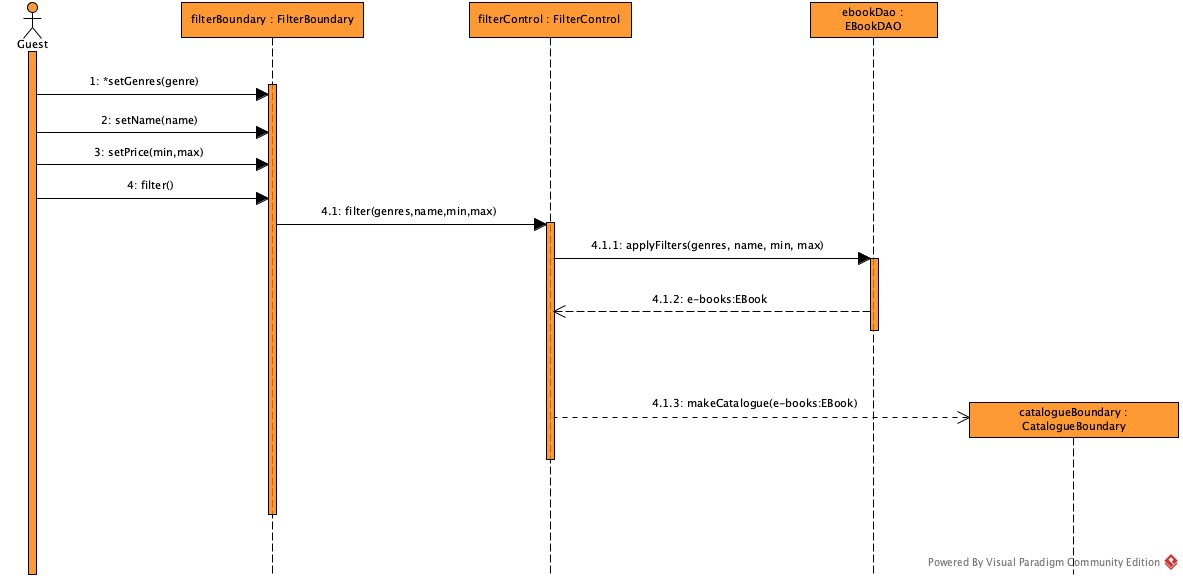 filterBoundary : FilterBoundary
filterControl : FilterControl
ebookDao :
EBookDAO
Guest
1: *setGenres(genre)
2: setName(name)
3: setPrice(min,max)
4: filter()
4.1: filter(genres,name,min,max)
4.1.1: applyFilters(genres, name, min, max)
4.1.2: e-books:EBook
4.1.3: makeCatalogue(e-books:EBook)
catalogueBoundary :
CatalogueBoundary
Powered By Visual Paradigm Community Edition